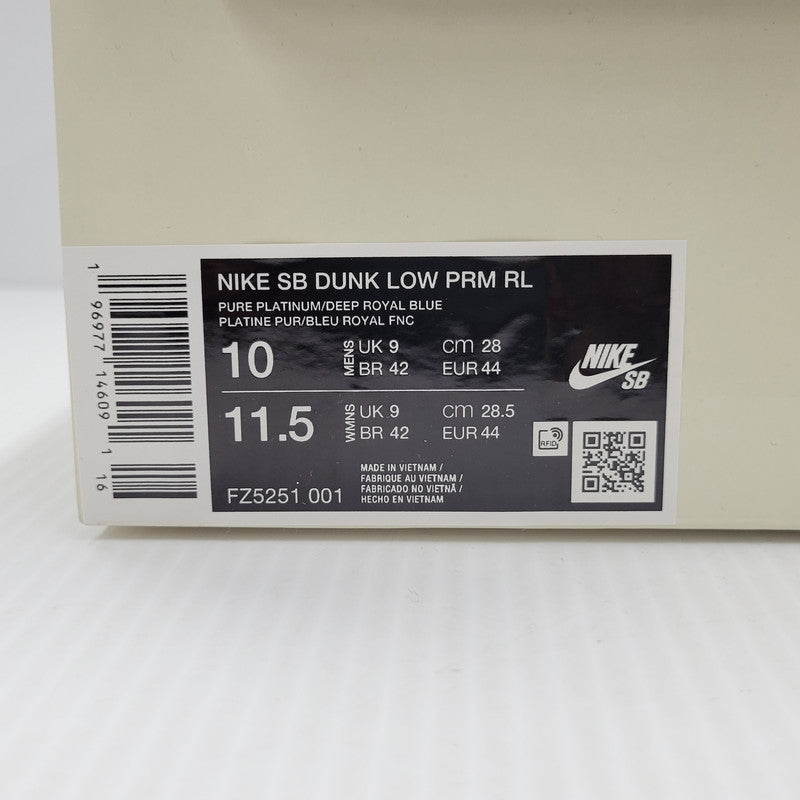 NIKE SB DUNK LOW PRM RL
PURE PLATINUM/DEEP ROYAL BLUE
PLATINE PUR/BLEU ROYAL FNC
10 MENS UK 9 cm 28
BR 42 EUR 44
11.5 WMNS UK 9 cm 28.5
BR 42 EUR 44
NIKE
SB
RFID
MADE IN VIETNAM /
FABRIQUE AU VIETNAM /
FABRICADO NO VIETNÃ /
HECHO EN VIETNAM
FZ5251 001
1 96977 14609 1 16